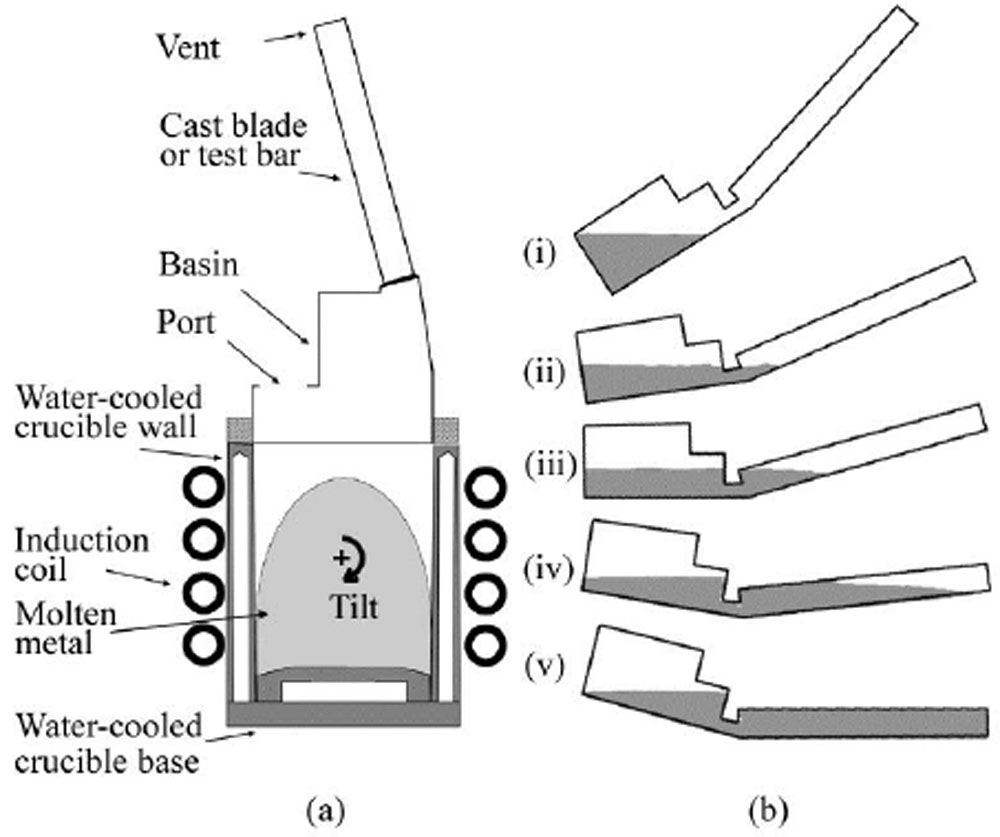 Vent
Cast blade
or test bar
Basin
Port
Water-cooled
crucible wall
Induction
coil
Molten
metal
Tilt
Water-cooled
crucible base
(a)
(i)
(ii)
(iii)
(iv)
(v)
(b)